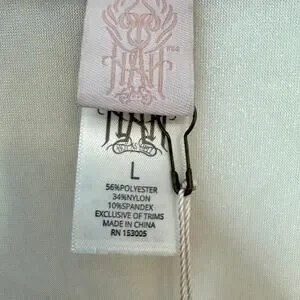 L
56%POLYESTER
34%NYLON
10%SPANDEX
EXCLUSIVE OF TRIMS
MADE IN CHINA
RN 153005